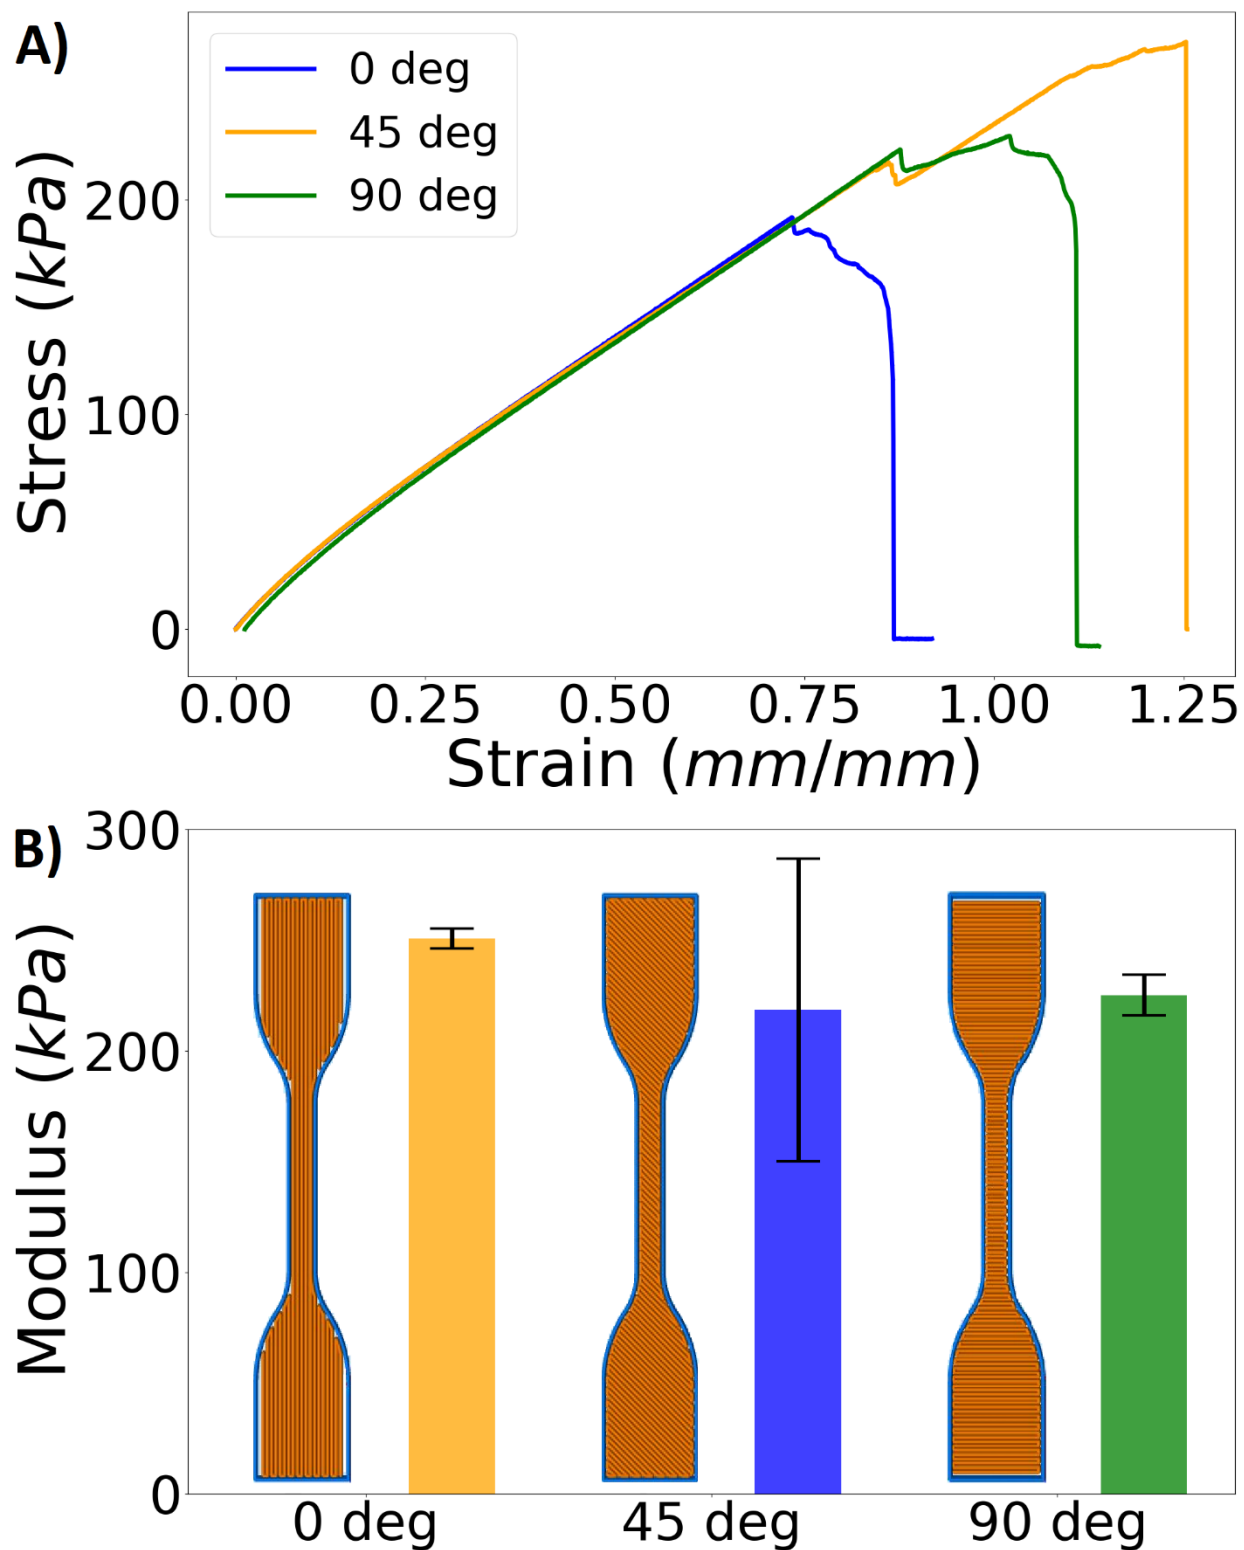 A)
0 deg
45 deg
90 deg
Stress (kPa)
200
100
0
0.00 0.25 0.50 0.75 1.00 1.25
Strain (mm/mm)
B)
Modulus (kPa)
300
200
100
0
0 deg 45 deg 90 deg